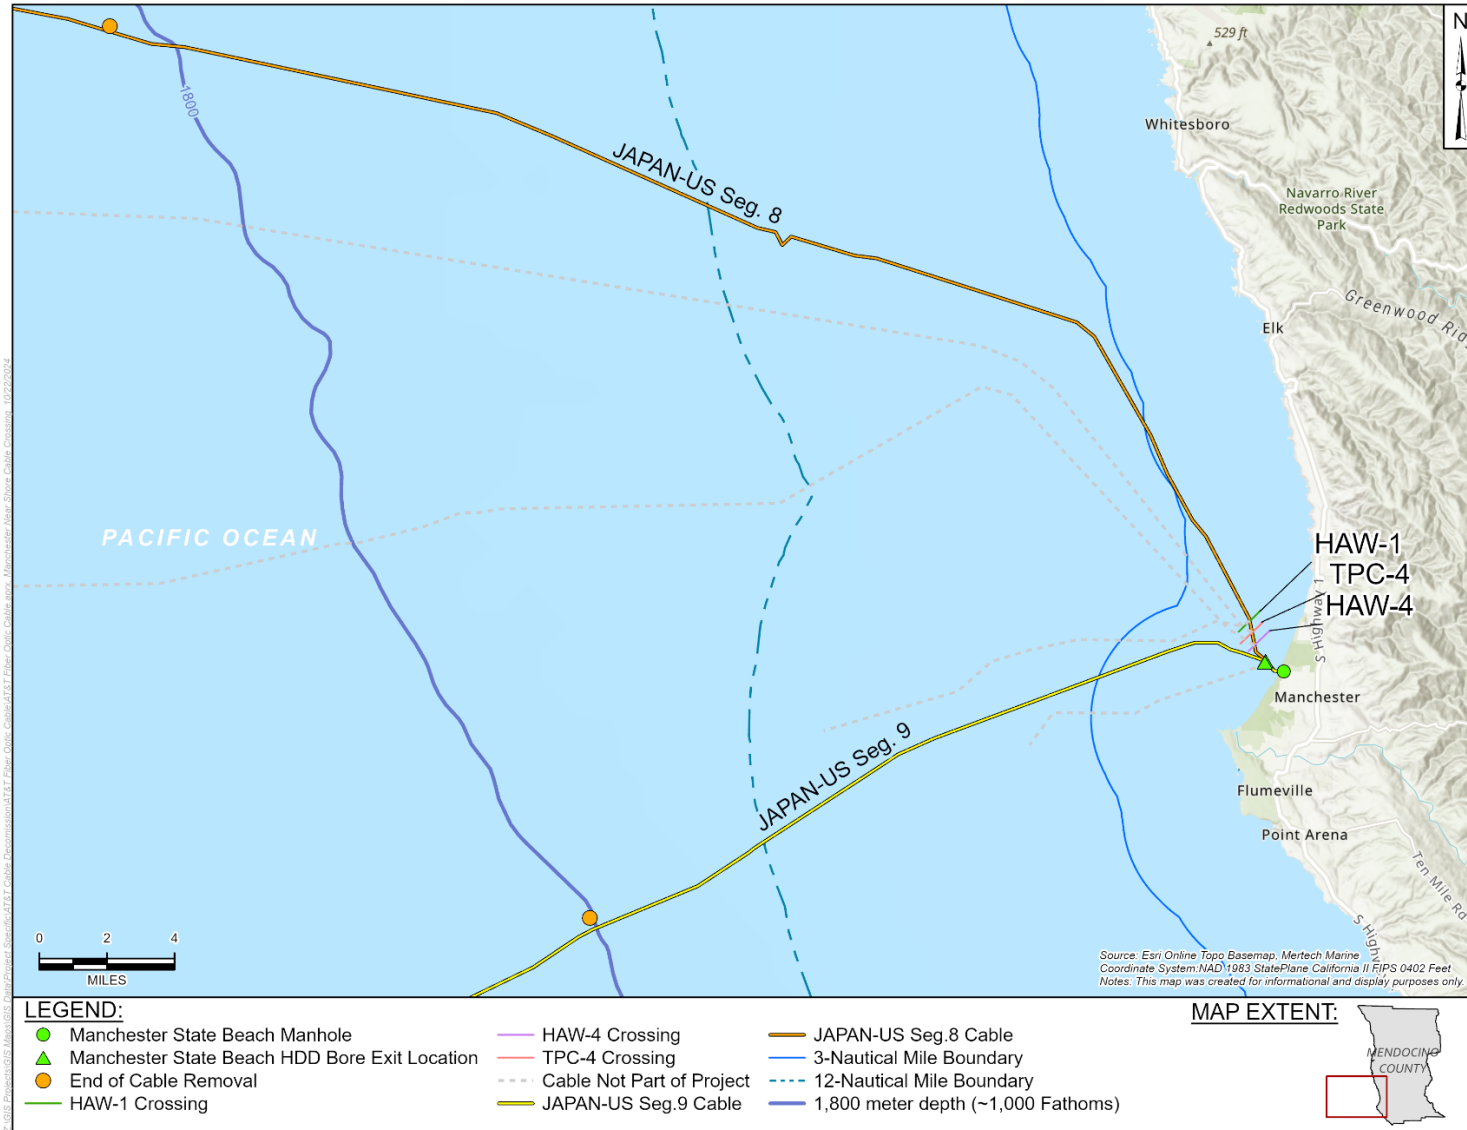 529 ft
N
Whitesboro
1800
JAPAN-US Seg. 8
Navarro River
Redwoods State
Park
Greenwood Ridge
Elk
PACIFIC OCEAN
HAW-1
TPC-4
HAW-4
S Highway 1
Manchester
JAPAN-US Seg. 9
Flumeville
Point Arena
Ten Mile Rd
S Highway
0 2 4
MILES
Source: Esri Online Topo Basemap, Mertech Marine
Coordinate System:NAD 1983 StatePlane California II FIPS 0402 Feet
Notes: This map was created for informational and display purposes only.
LEGEND:
Manchester State Beach Manhole
Manchester State Beach HDD Bore Exit Location
End of Cable Removal
HAW-1 Crossing
HAW-4 Crossing
TPC-4 Crossing
Cable Not Part of Project
JAPAN-US Seg.9 Cable
JAPAN-US Seg.8 Cable
3-Nautical Mile Boundary
12-Nautical Mile Boundary
1,800 meter depth (~1,000 Fathoms)
MAP EXTENT:
MENDOCINO
COUNTY